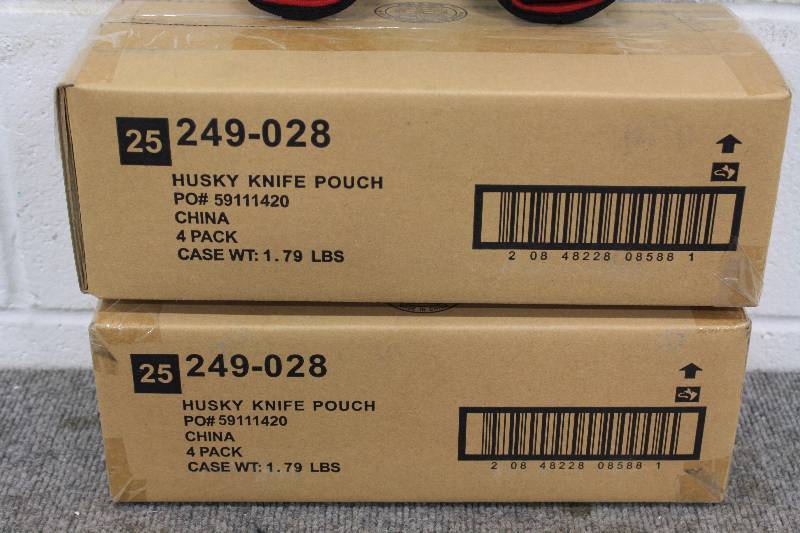 25 249-028
HUSKY KNIFE POUCH
PO# 59111420
CHINA
4 PACK
CASE WT: 1.79 LBS
2 08 48228 08588 1
25 249-028
HUSKY KNIFE POUCH
PO# 59111420
CHINA
4 PACK
CASE WT: 1.79 LBS
2 08 48228 08588 1